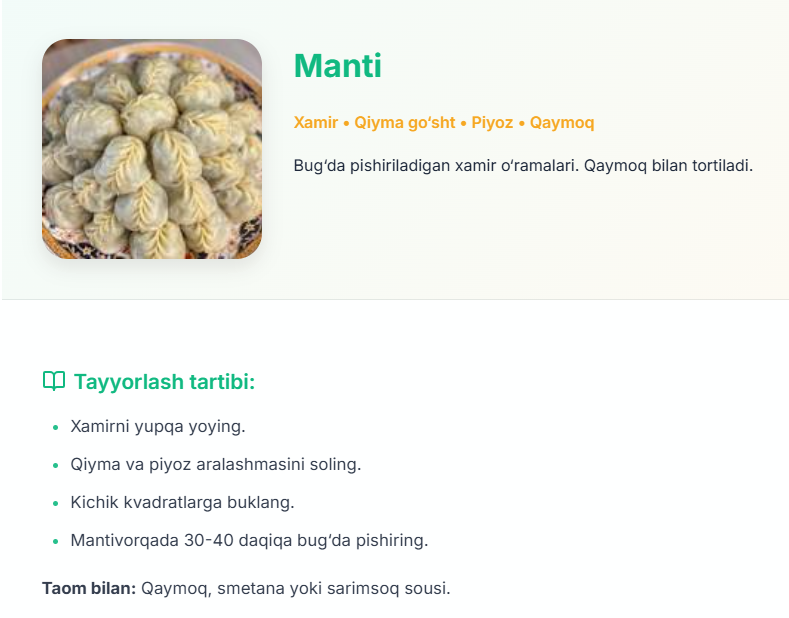 Manti
Xamir • Qiyma go‘sht • Piyoz • Qaymoq
Bug‘da pishiriladigan xamir o‘ramalari. Qaymoq bilan tortiladi.
Tayyorlash tartibi:
• Xamirni yupqa yoying.
• Qiyma va piyoz aralashmasini soling.
• Kichik kvadratlarga buklang.
• Mantivorqada 30-40 daqiqa bug‘da pishiring.
Taom bilan: Qaymoq, smetana yoki sarimsoq sousi.